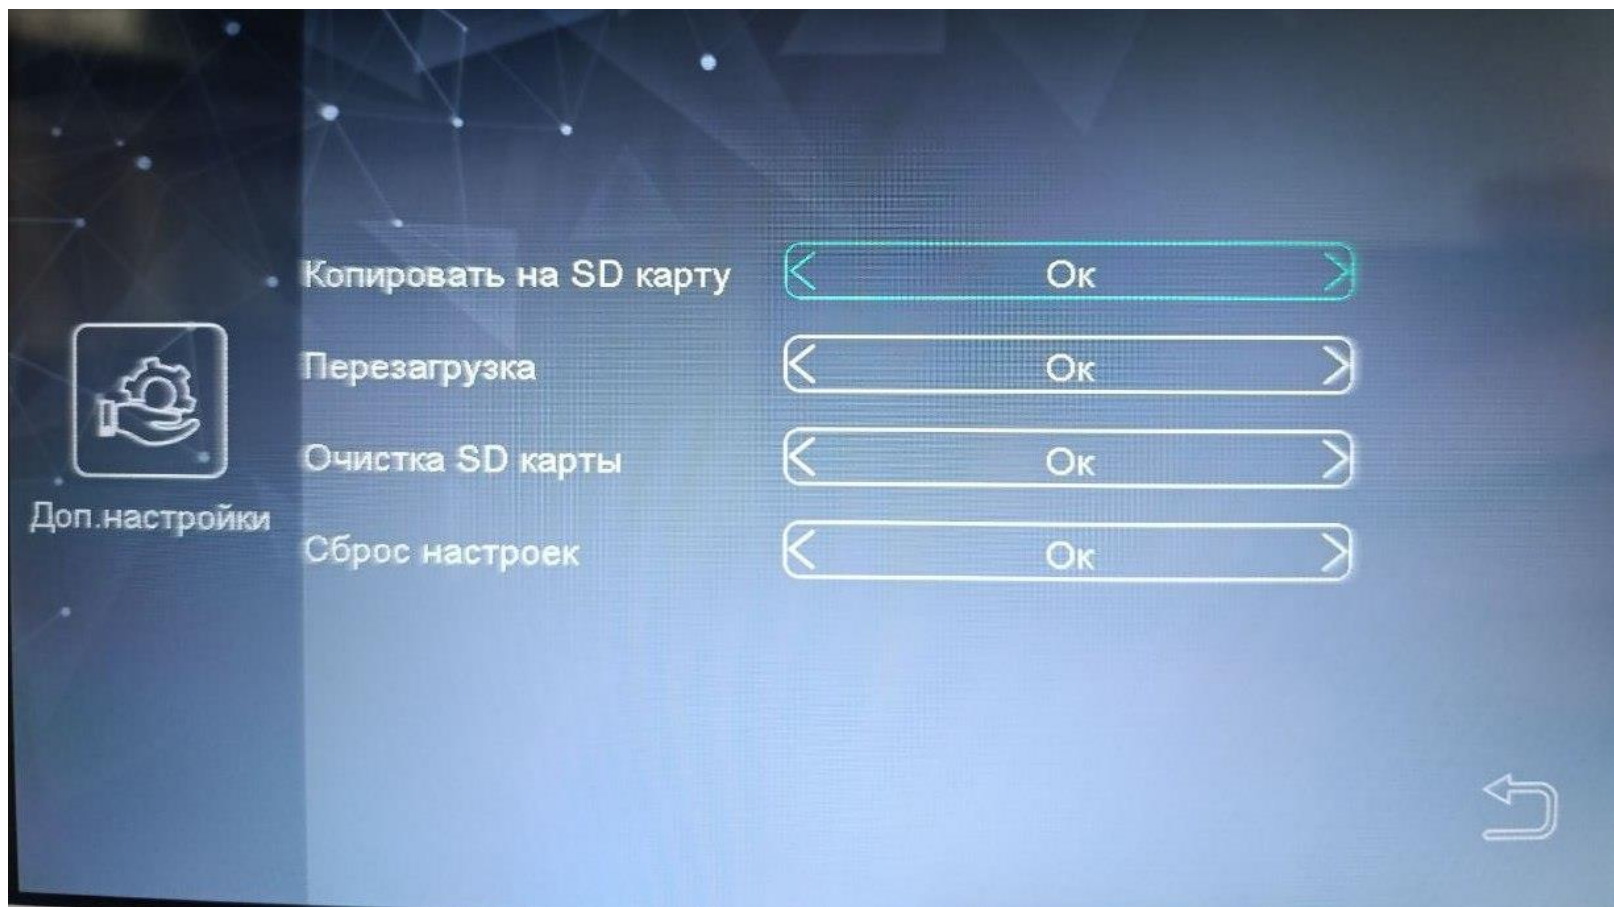 Копировать на SD карту
Ок
Перезагрузка
Ок
Очистка SD карты
Ок
Доп.настройки
Сброс настроек
Ок